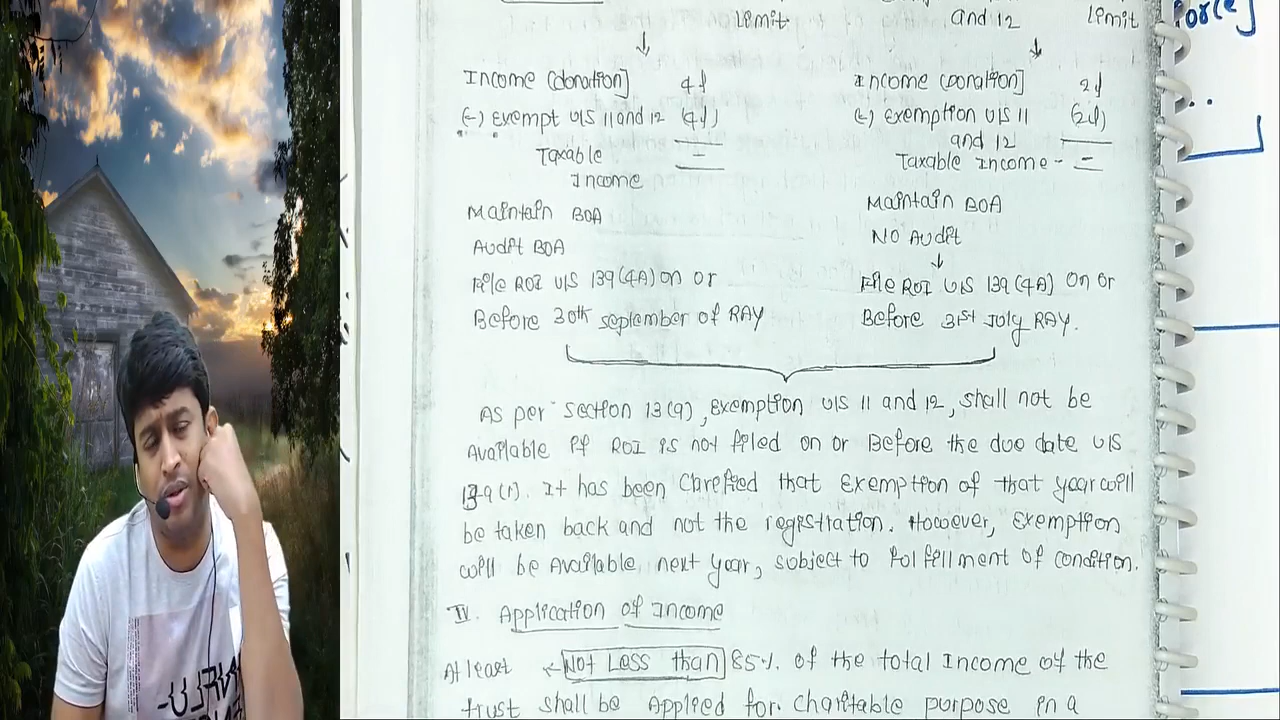 Limit
and 12 Limit
Force]
Income (donation] 4l
(-) Exempt U/S 11 and 12 (4l)
Taxable —
Income
Maintain BOA
Audit BOA
File ROI U/S 139(4A) on or
Before 30th september of RAY
Income (Donation] 2l
(-) Exemption U/S 11 (2l)
and 12
Taxable Income - —
Maintain BOA
No Audit
File ROI U/S 139(4A) on or
Before 31st July RAY.
As per section 13(9), Exemption U/S 11 and 12, shall not be
Available if ROI is not filed on or Before the due date U/S
139(1). It has been Clarefied that Exemption of that year will
be taken back and not the registration. However, Exemption
will be Available next year, subject to fulfillment of condition.
II. Application of Income
At least ← Not Less than 85%. of the total Income of the
trust shall be Applied for charitable purpose in a